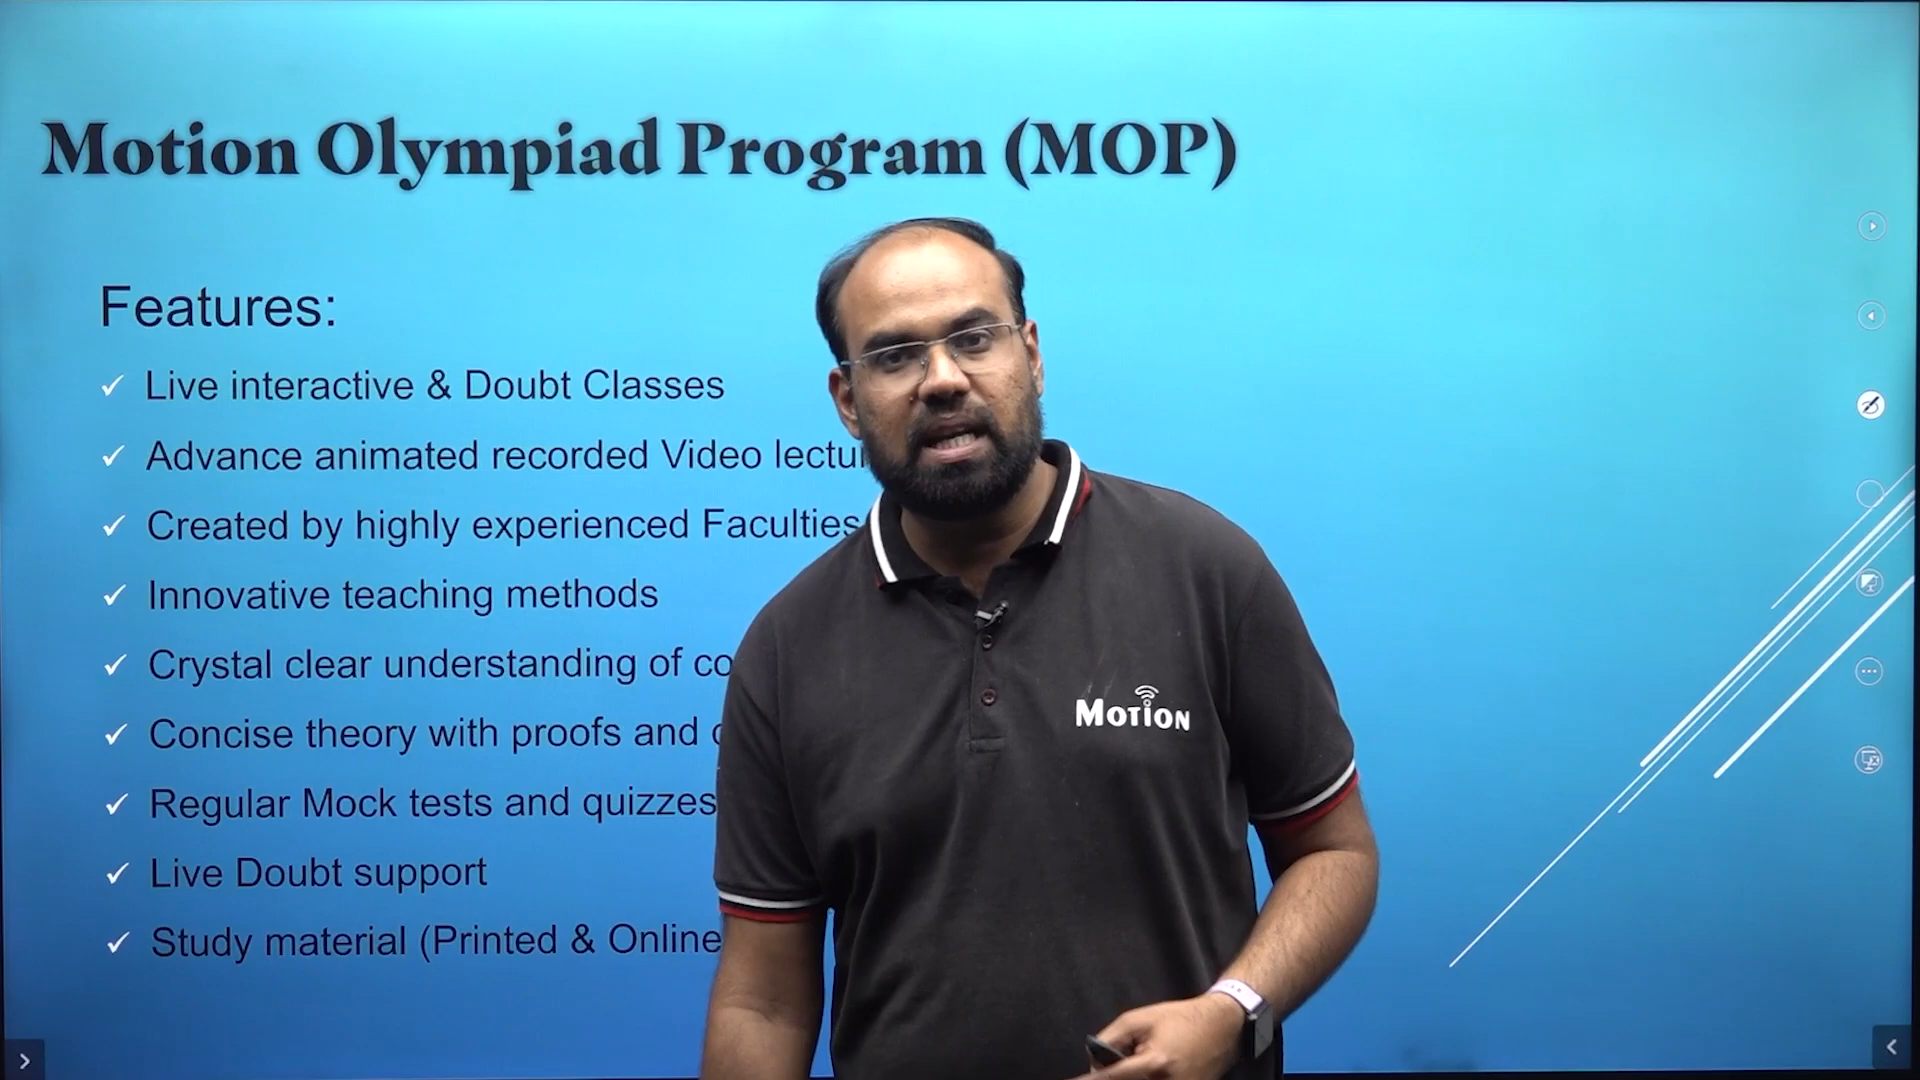 Motion Olympiad Program (MOP)
Features:
Live interactive & Doubt Classes
Advance animated recorded Video
Created by highly experienced Faculties
Innovative teaching methods
Crystal clear understanding of
Concise theory with proofs and
Regular Mock tests and quizzes
Live Doubt support
Study material (Printed & Online
MOTION